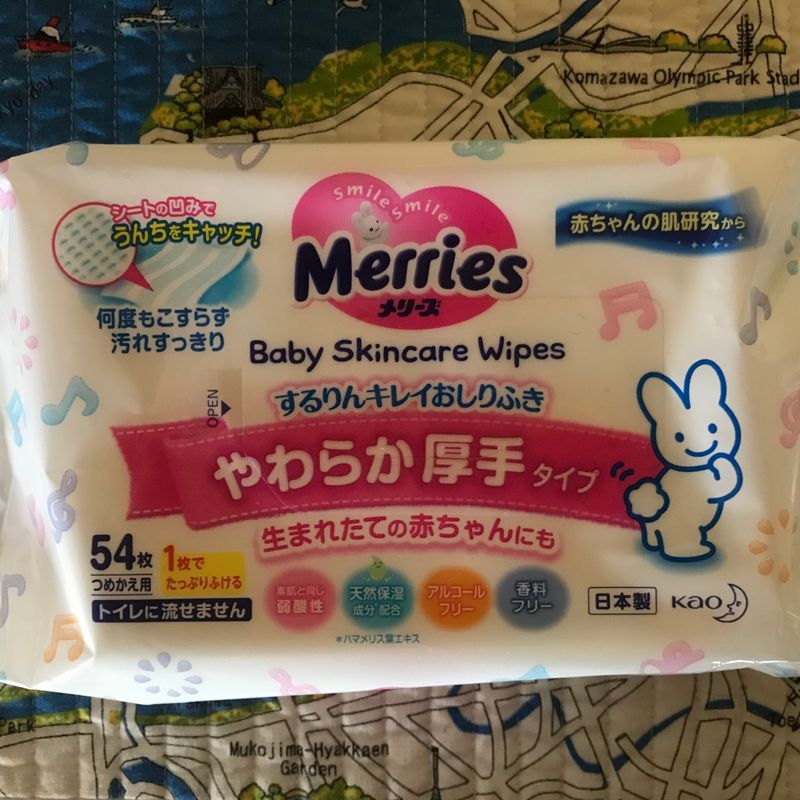 Komazawa Olympic Park Stad
シートの凹みで
うんちをキャッチ!
何度もこすらず
汚れすっきり
Smile Smile
Merries
メリーズ
赤ちゃんの肌研究から
Baby Skincare Wipes
するりんキレイおしりふき
OPEN
やわらか厚手タイプ
生まれたての赤ちゃんにも
54枚
つめかえ用
1枚で
たっぷりふける
トイレに流せません
素肌と同じ
弱酸性
天然保湿
成分配合
アルコール
フリー
香料
フリー
*ハマメリス葉エキス
日本製
Kao
Park
Mukojima-Hyakkaen
Garden